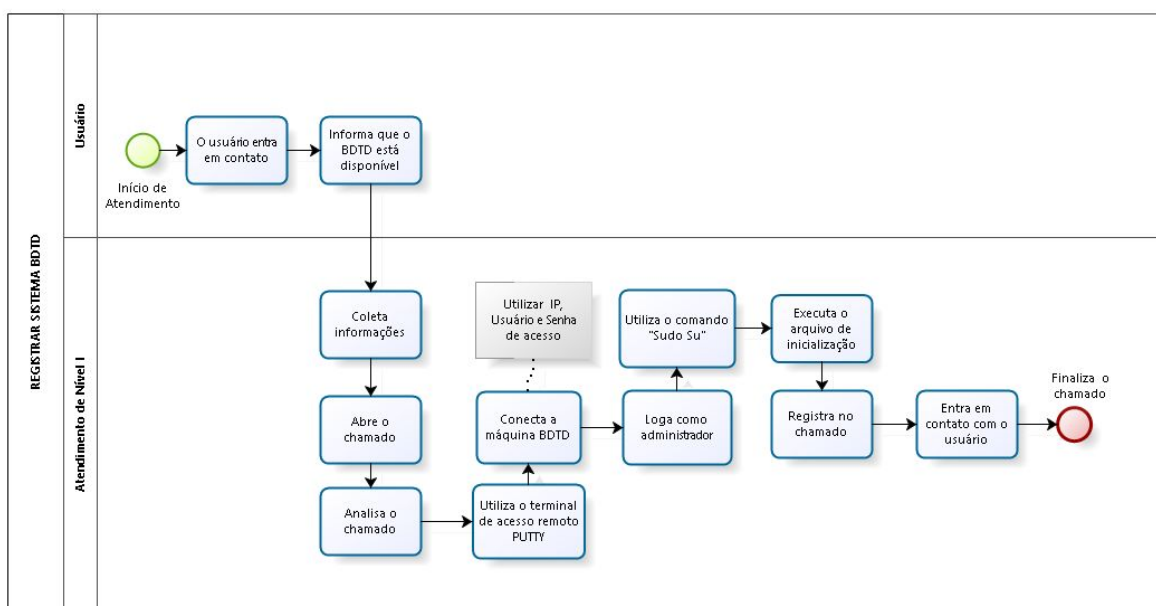 REGISTRAR SISTEMA BDTD
Usuário
Início de
Atendimento
O usuário entra
em contato
Informa que o
BDTD está
disponível
Atendimento de Nível I
Coleta
informações
Abre o
chamado
Analisa o
chamado
Utiliza o terminal
de acesso remoto
PUTTY
Utilizar IP,
Usuário e Senha
de acesso
Conecta a
máquina BDTD
Loga como
administrador
Utiliza o comando
"Sudo Su"
Executa o
arquivo de
inicialização
Registra no
chamado
Entra em
contato com o
usuário
Finaliza o
chamado